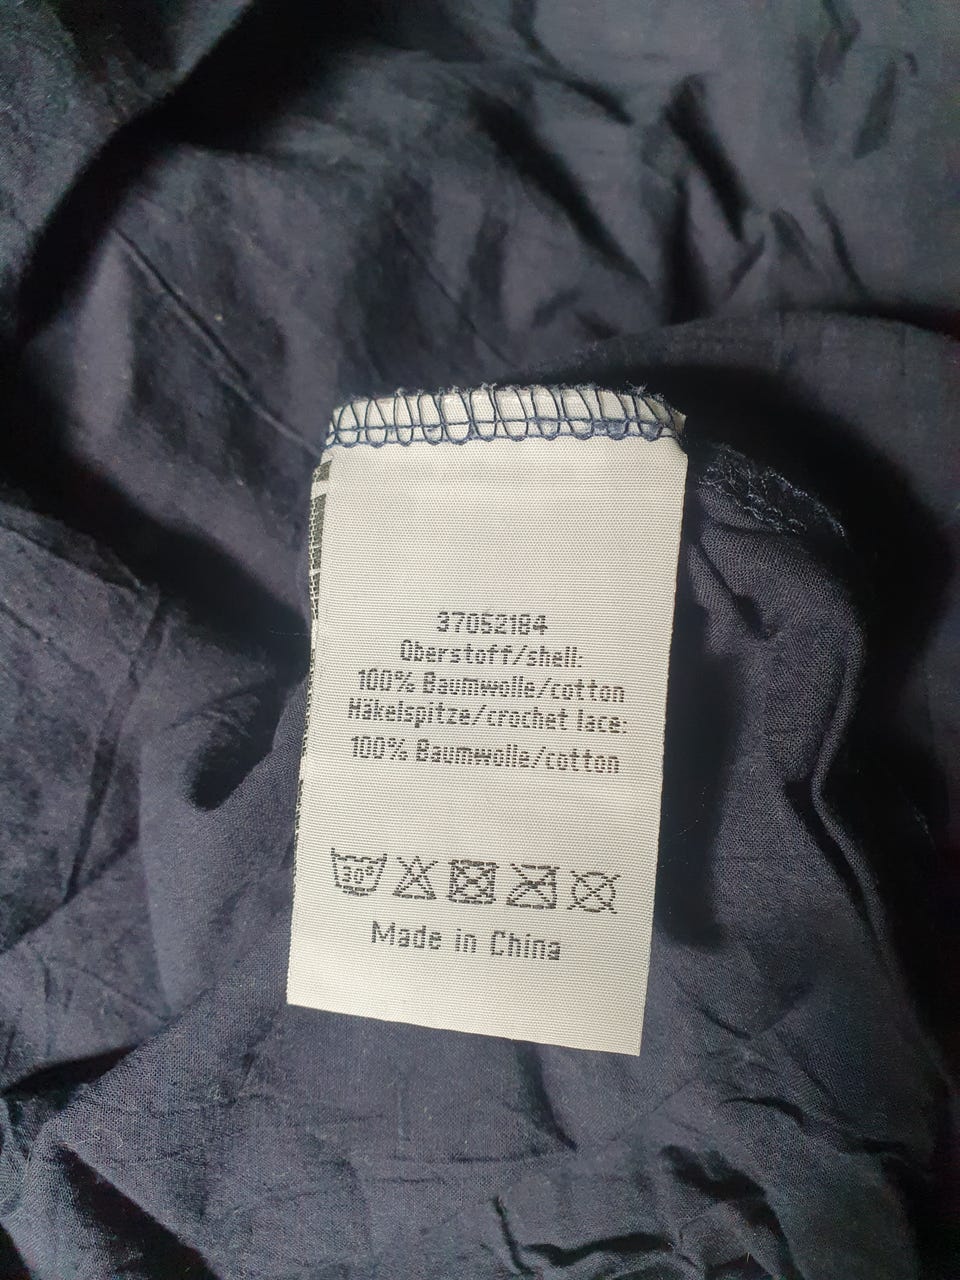 37052184
Oberstoff/shell:
100% Baumwolle/cotton
Häkelspitze/crochet lace:
100% Baumwolle/cotton
30°
Made in China